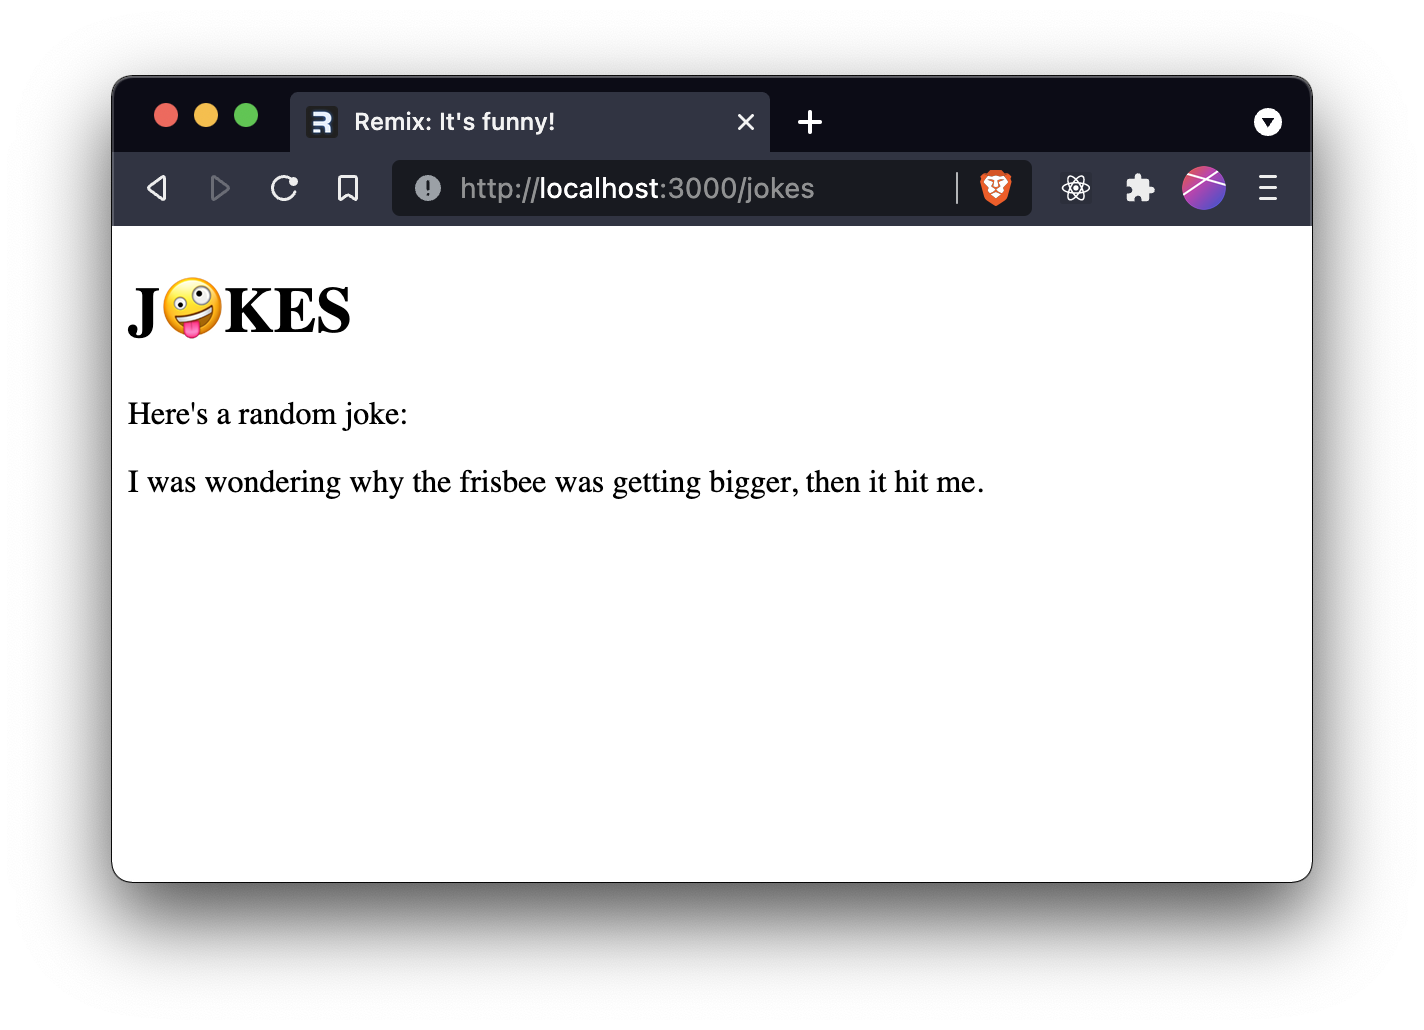 Remix: It's funny!
http://localhost:3000/jokes
J🤪KES
Here's a random joke:
I was wondering why the frisbee was getting bigger, then it hit me.